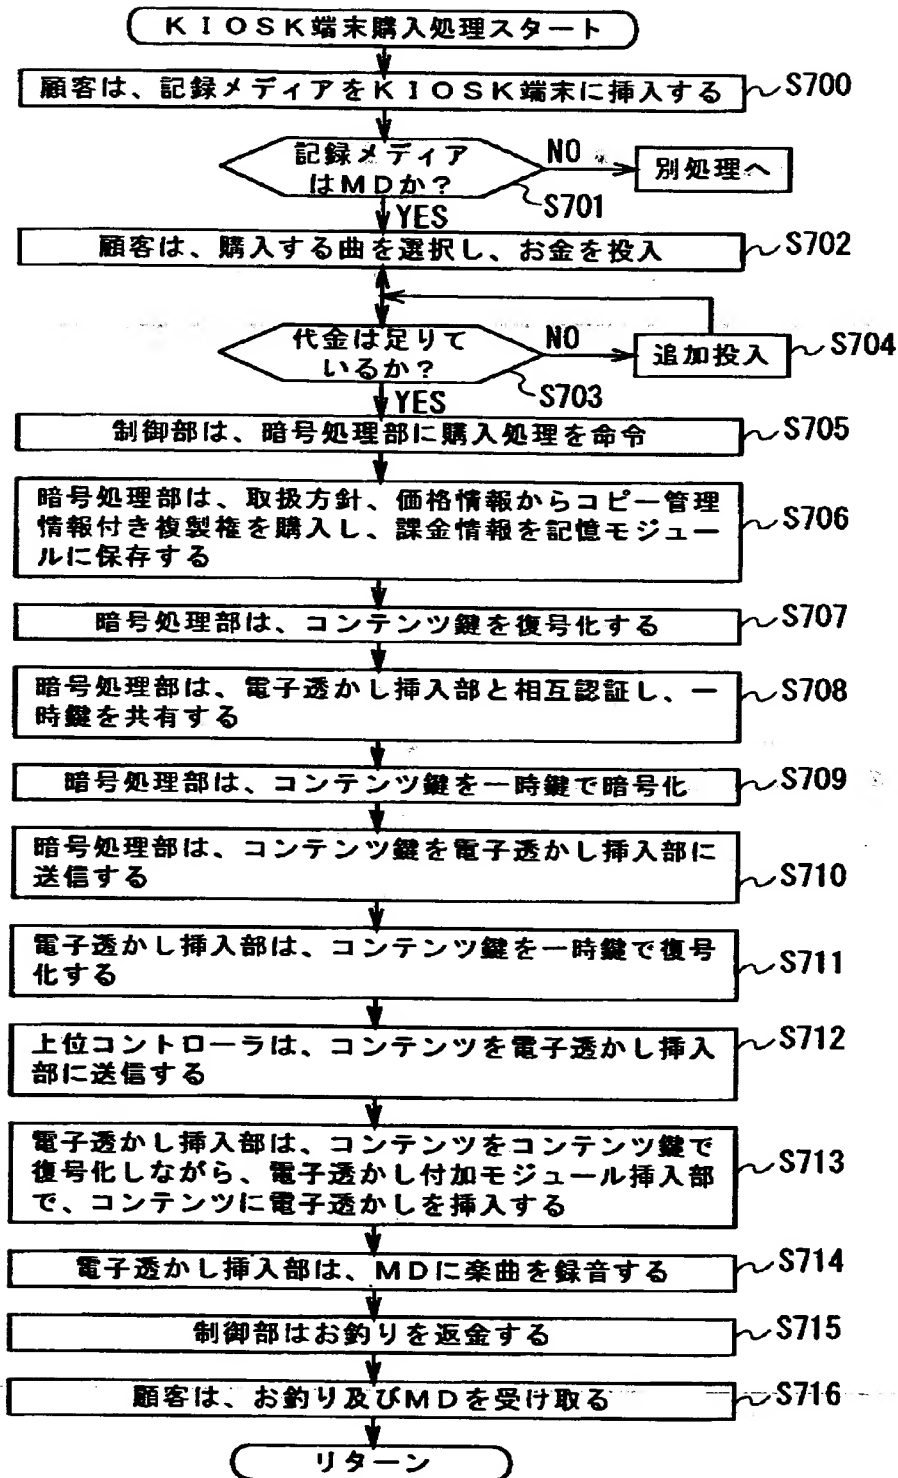 KIOSK端末購入処理スタート
顧客は、記録メディアをKIOSK端末に挿入する
S700
記録メディア
はMDか?
NO
別処理へ
S701
YES
顧客は、購入する曲を選択し、お金を投入
S702
代金は足りて
いるか?
NO
追加投入
S704
S703
YES
制御部は、暗号処理部に購入処理を命令
S705
暗号処理部は、取扱方針、価格情報からコピー管理
情報付き複製権を購入し、課金情報を記憶モジュー
ルに保存する
S706
暗号処理部は、コンテンツ鍵を復号化する
S707
暗号処理部は、電子透かし挿入部と相互認証し、一
時鍵を共有する
S708
暗号処理部は、コンテンツ鍵を一時鍵で暗号化
S709
暗号処理部は、コンテンツ鍵を電子透かし挿入部に
送信する
S710
電子透かし挿入部は、コンテンツ鍵を一時鍵で復号
化する
S711
上位コントローラは、コンテンツを電子透かし挿入
部に送信する
S712
電子透かし挿入部は、コンテンツをコンテンツ鍵で
復号化しながら、電子透かし付加モジュール挿入部
で、コンテンツに電子透かしを挿入する
S713
電子透かし挿入部は、MDに楽曲を録音する
S714
制御部はお釣りを返金する
S715
顧客は、お釣り及びMDを受け取る
S716
リターン